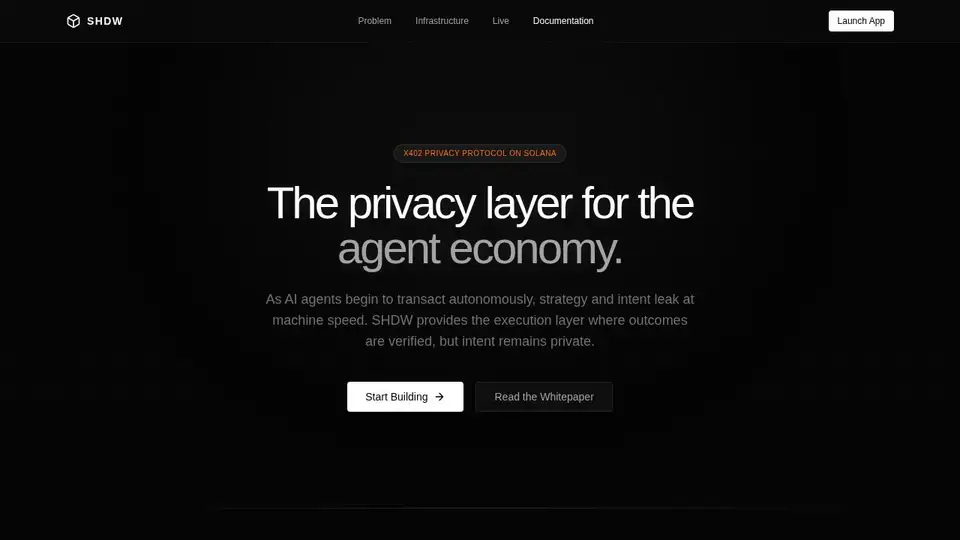 SHDW
Problem
Infrastructure
Live
Documentation
Launch App
X402 PRIVACY PROTOCOL ON SOLANA
The privacy layer for the
agent economy.
As AI agents begin to transact autonomously, strategy and intent leak at
machine speed. SHDW provides the execution layer where outcomes
are verified, but intent remains private.
Start Building
Read the Whitepaper